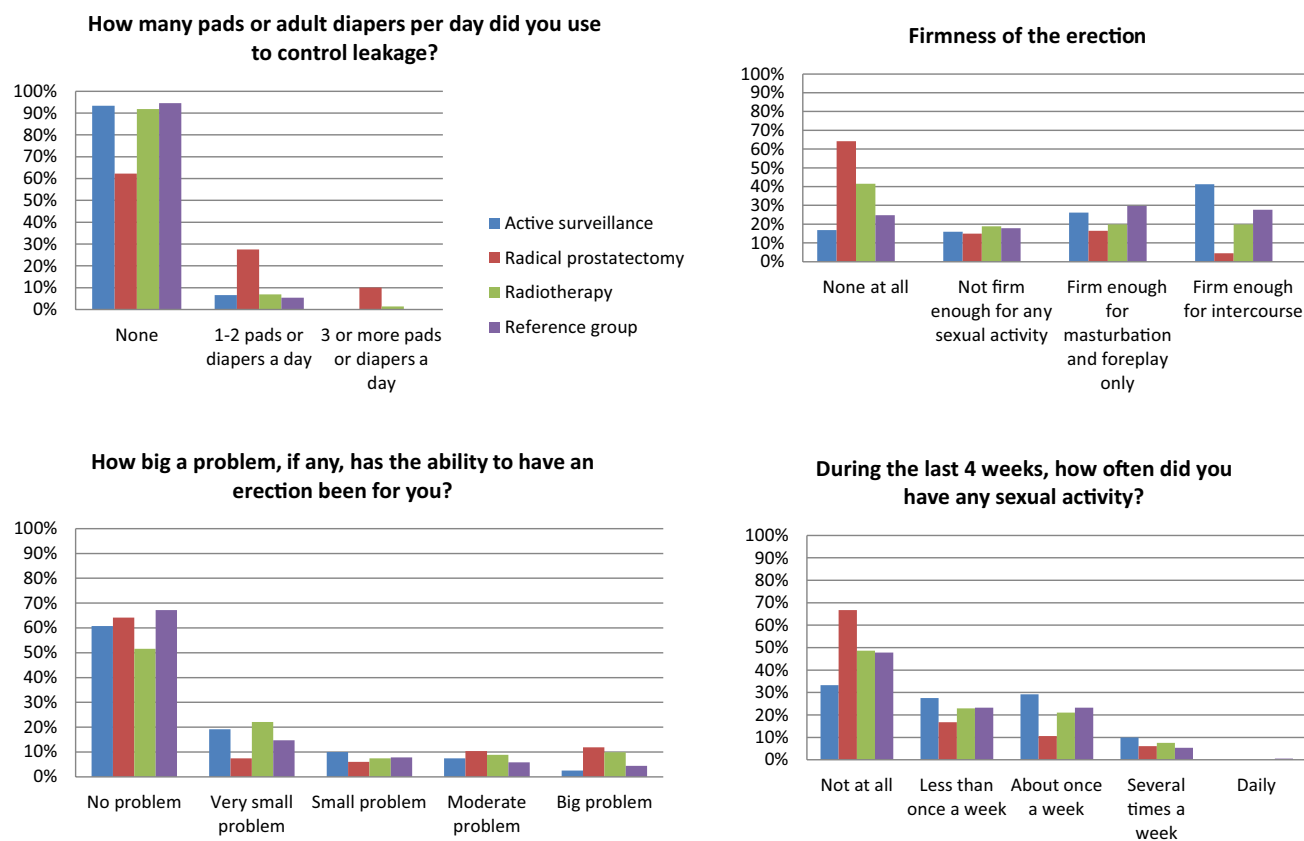 How many pads or adult diapers per day did you use
to control leakage?
100%
90%
80%
70%
60%
50%
40%
30%
20%
10%
0%
None
1-2 pads or
diapers a day
3 or more pads
or diapers a
day
Active surveillance
Radical prostatectomy
Radiotherapy
Reference group
Firmness of the erection
100%
90%
80%
70%
60%
50%
40%
30%
20%
10%
0%
None at all
Not firm
enough for any
sexual activity
Firm enough
for
masturbation
and foreplay
only
Firm enough
for intercourse
How big a problem, if any, has the ability to have an
erection been for you?
100%
90%
80%
70%
60%
50%
40%
30%
20%
10%
0%
No problem
Very small
problem
Small problem
Moderate
problem
Big problem
During the last 4 weeks, how often did you
have any sexual activity?
100%
90%
80%
70%
60%
50%
40%
30%
20%
10%
0%
Not at all
Less than
once a week
About once
a week
Several
times a
week
Daily